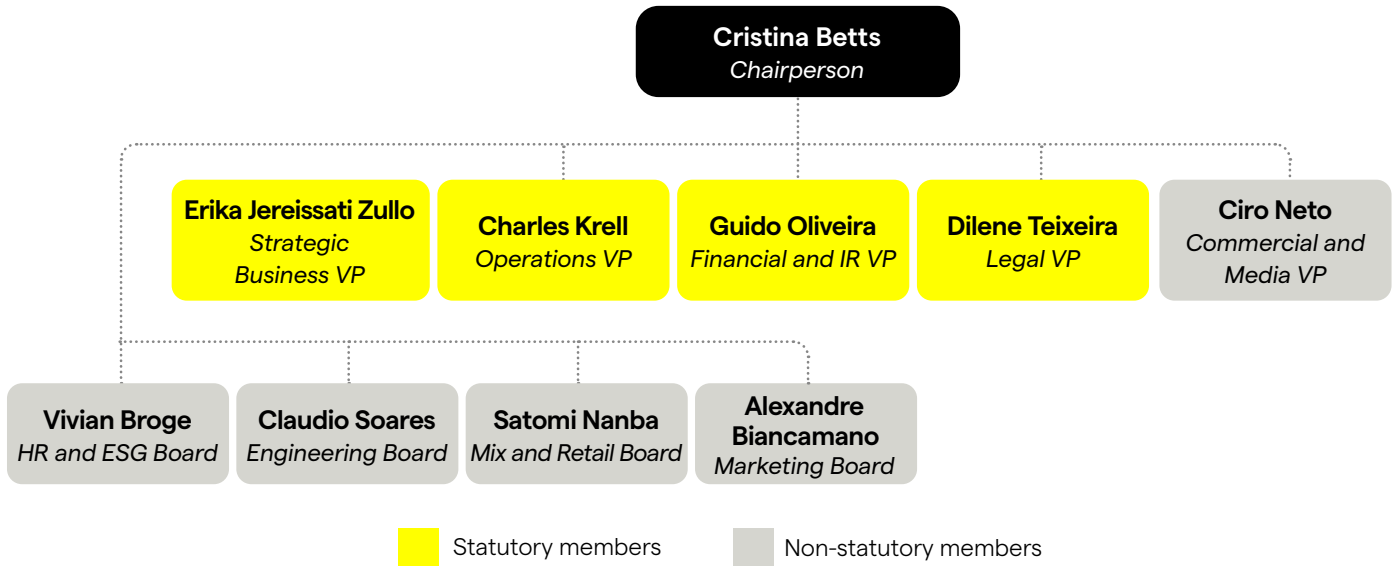 Cristina Betts
Chairperson
Erika Jereissati Zullo
Strategic
Business VP
Charles Krell
Operations VP
Guido Oliveira
Financial and IR VP
Dilene Teixeira
Legal VP
Ciro Neto
Commercial and
Media VP
Vivian Broge
HR and ESG Board
Claudio Soares
Engineering Board
Satomi Nanba
Mix and Retail Board
Alexandre
Biancamano
Marketing Board
Statutory members
Non-statutory members